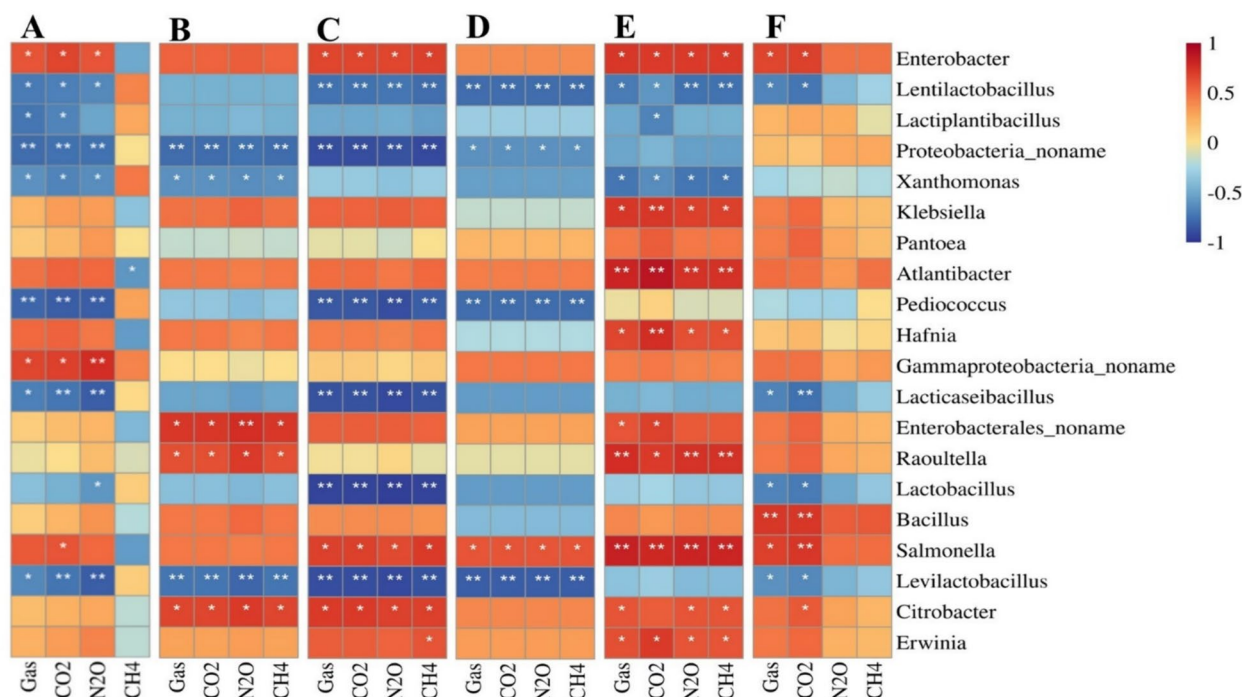 A B C D E F
* * * * * * * * * * Enterobacter 1
* * * ** ** ** ** ** ** ** ** * * ** ** * * Lentilactobacillus 0.5
* * * Lactiplantibacillus
** ** ** ** ** ** ** ** ** ** ** * * * * Proteobacteria_noname 0
* * * * * * * * * * * Xanthomonas -0.5
* ** * * Klebsiella
Pantoea -1
* ** ** ** ** Atlantibacter
** ** ** ** ** ** ** ** ** ** ** Pediococcus
* ** * * Hafnia
* * ** Gammaproteobacteria_noname
* ** ** ** ** ** ** * ** Lacticaseibacillus
* * ** * * * Enterobacterales_noname
* * * * ** * ** ** Raoultella
* ** ** ** ** * * Lactobacillus
** ** Bacillus
* * * * * * * * * ** ** ** ** * ** Salmonella
* ** ** ** ** ** ** ** ** ** ** ** ** ** ** * * Levilactobacillus
* * * * * * * * * * * * Citrobacter
* * * * * Erwinia
Gas CO2 N2O CH4 Gas CO2 N2O CH4 Gas CO2 N2O CH4 Gas CO2 N2O CH4 Gas CO2 N2O CH4 Gas CO2 N2O CH4